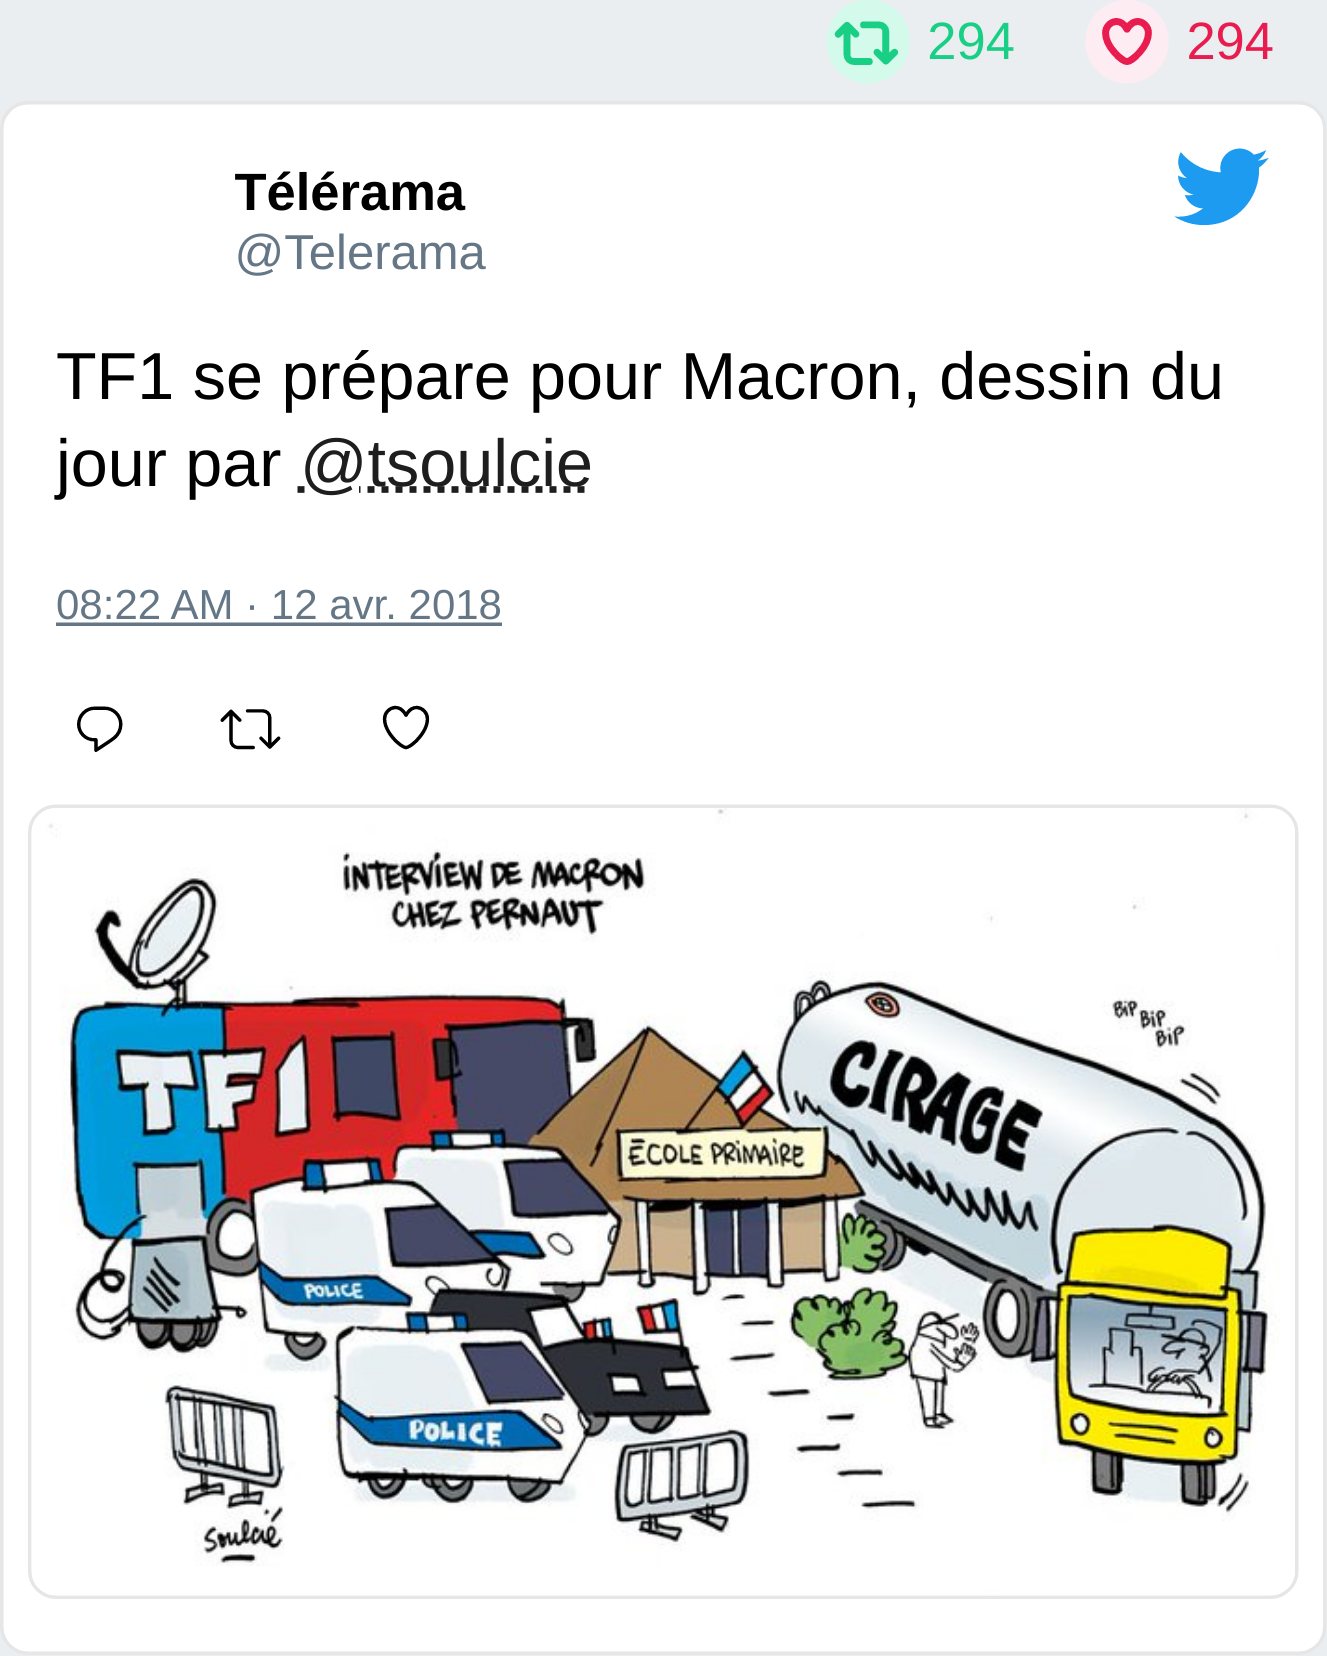 294 294
Télérama
@Telerama
TF1 se prépare pour Macron, dessin du
jour par @tsoulcie
08:22 AM · 12 avr. 2018
INTERVIEW DE MACRON
CHEZ PERNAUT
BIP BIP BIP
CIRAGE
TF1
ÉCOLE PRIMAIRE
POLICE
POLICE
Soulcié